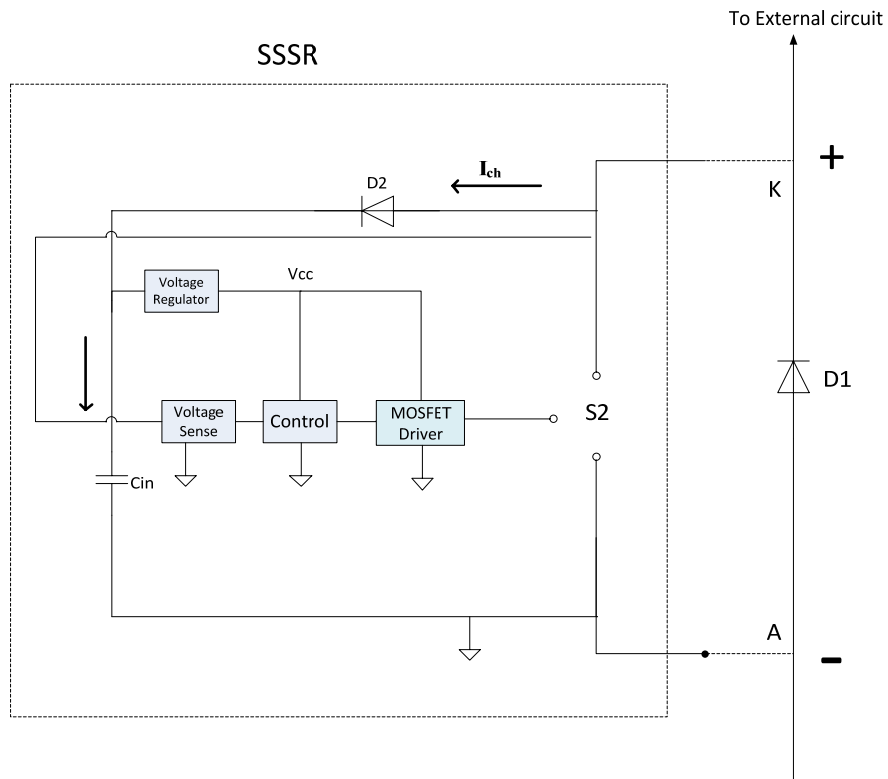 To External circuit
SSSR
+
Ich
D2
K
Voltage
Regulator
Vcc
D1
Voltage
Sense
Control
MOSFET
Driver
S2
Cin
A
-